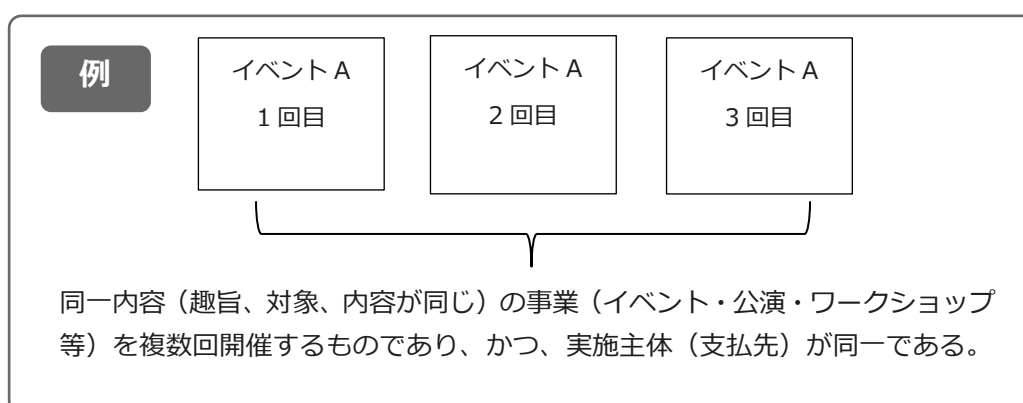 例
イベント A
1 回目
イベント A
2 回目
イベント A
3 回目
同一内容（趣旨、対象、内容が同じ）の事業（イベント・公演・ワークショップ
等）を複数回開催するものであり、かつ、実施主体（支払先）が同一である。